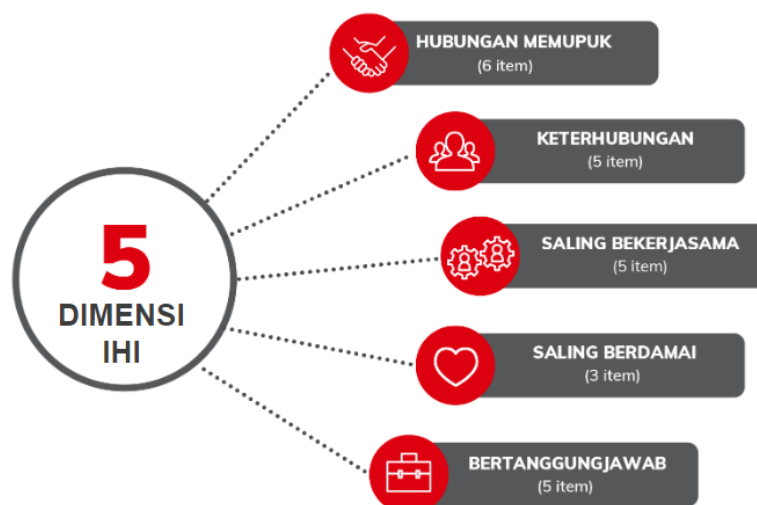 HUBUNGAN MEMUPUK
(6 item)
KETERHUBUNGAN
(5 item)
5
DIMENSI
IHI
SALING BEKERJASAMA
(5 item)
SALING BERDAMAI
(3 item)
BERTANGGUNGJAWAB
(5 item)